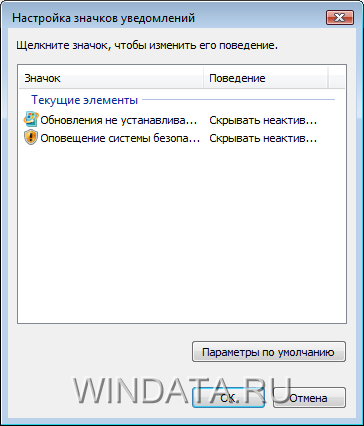 Настройка значков уведомлений
Щелкните значок, чтобы изменить его поведение.
Значок Поведение
Текущие элементы
Обновления не устанавлива... Скрывать неактив...
Оповещение системы безопа... Скрывать неактив...
Параметры по умолчанию
WINDATA.RU
OK Отмена